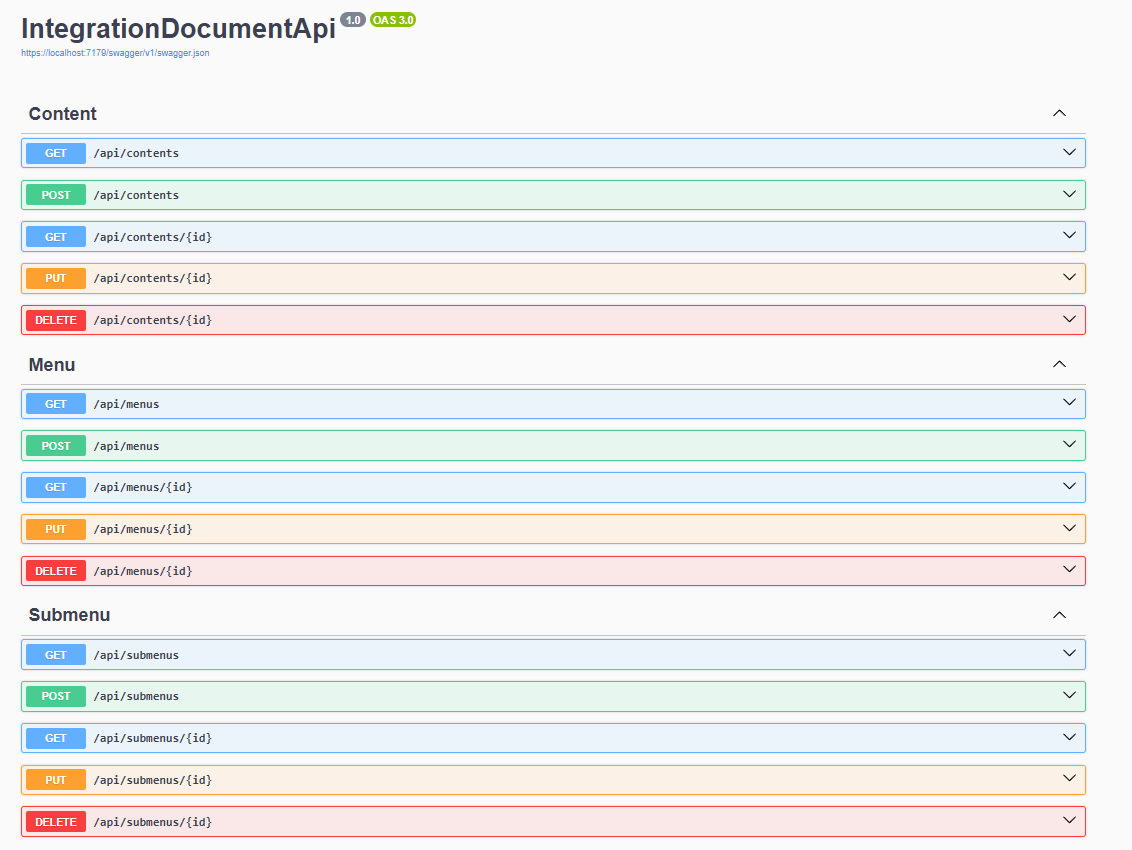 IntegrationDocumentApi 1.0 OAS 3.0
https://localhost:7179/swagger/v1/swagger.json
Content
GET /api/contents
POST /api/contents
GET /api/contents/{id}
PUT /api/contents/{id}
DELETE /api/contents/{id}
Menu
GET /api/menus
POST /api/menus
GET /api/menus/{id}
PUT /api/menus/{id}
DELETE /api/menus/{id}
Submenu
GET /api/submenus
POST /api/submenus
GET /api/submenus/{id}
PUT /api/submenus/{id}
DELETE /api/submenus/{id}